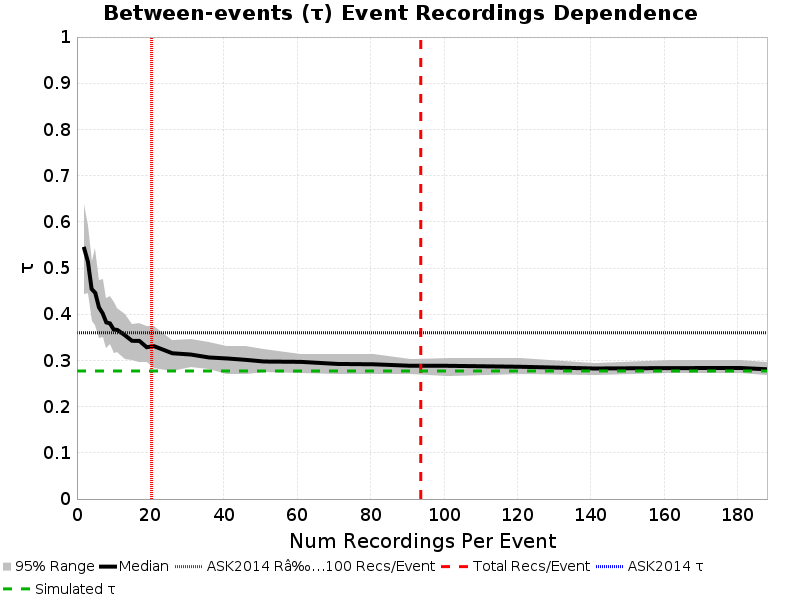 Between-events (τ) Event Recordings Dependence
1
0.9
0.8
0.7
0.6
0.5
0.4
0.3
0.2
0.1
0
τ
0 20 40 60 80 100 120 140 160 180
Num Recordings Per Event
95% Range Median ASK2014 Râ‰…100 Recs/Event Total Recs/Event ASK2014 τ
Simulated τ